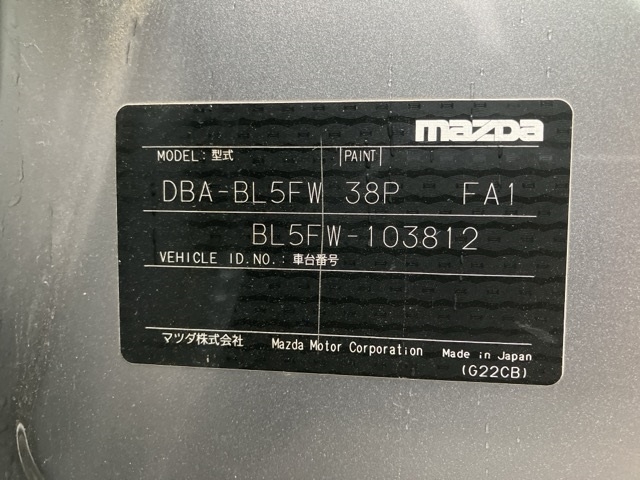 mazda
MODEL:型式 PAINT
DBA-BL5FW 38P FA1
BL5FW-103812
VEHICLE ID.NO.:車台番号
マツダ株式会社 Mazda Motor Corporation Made in Japan
(G22CB)